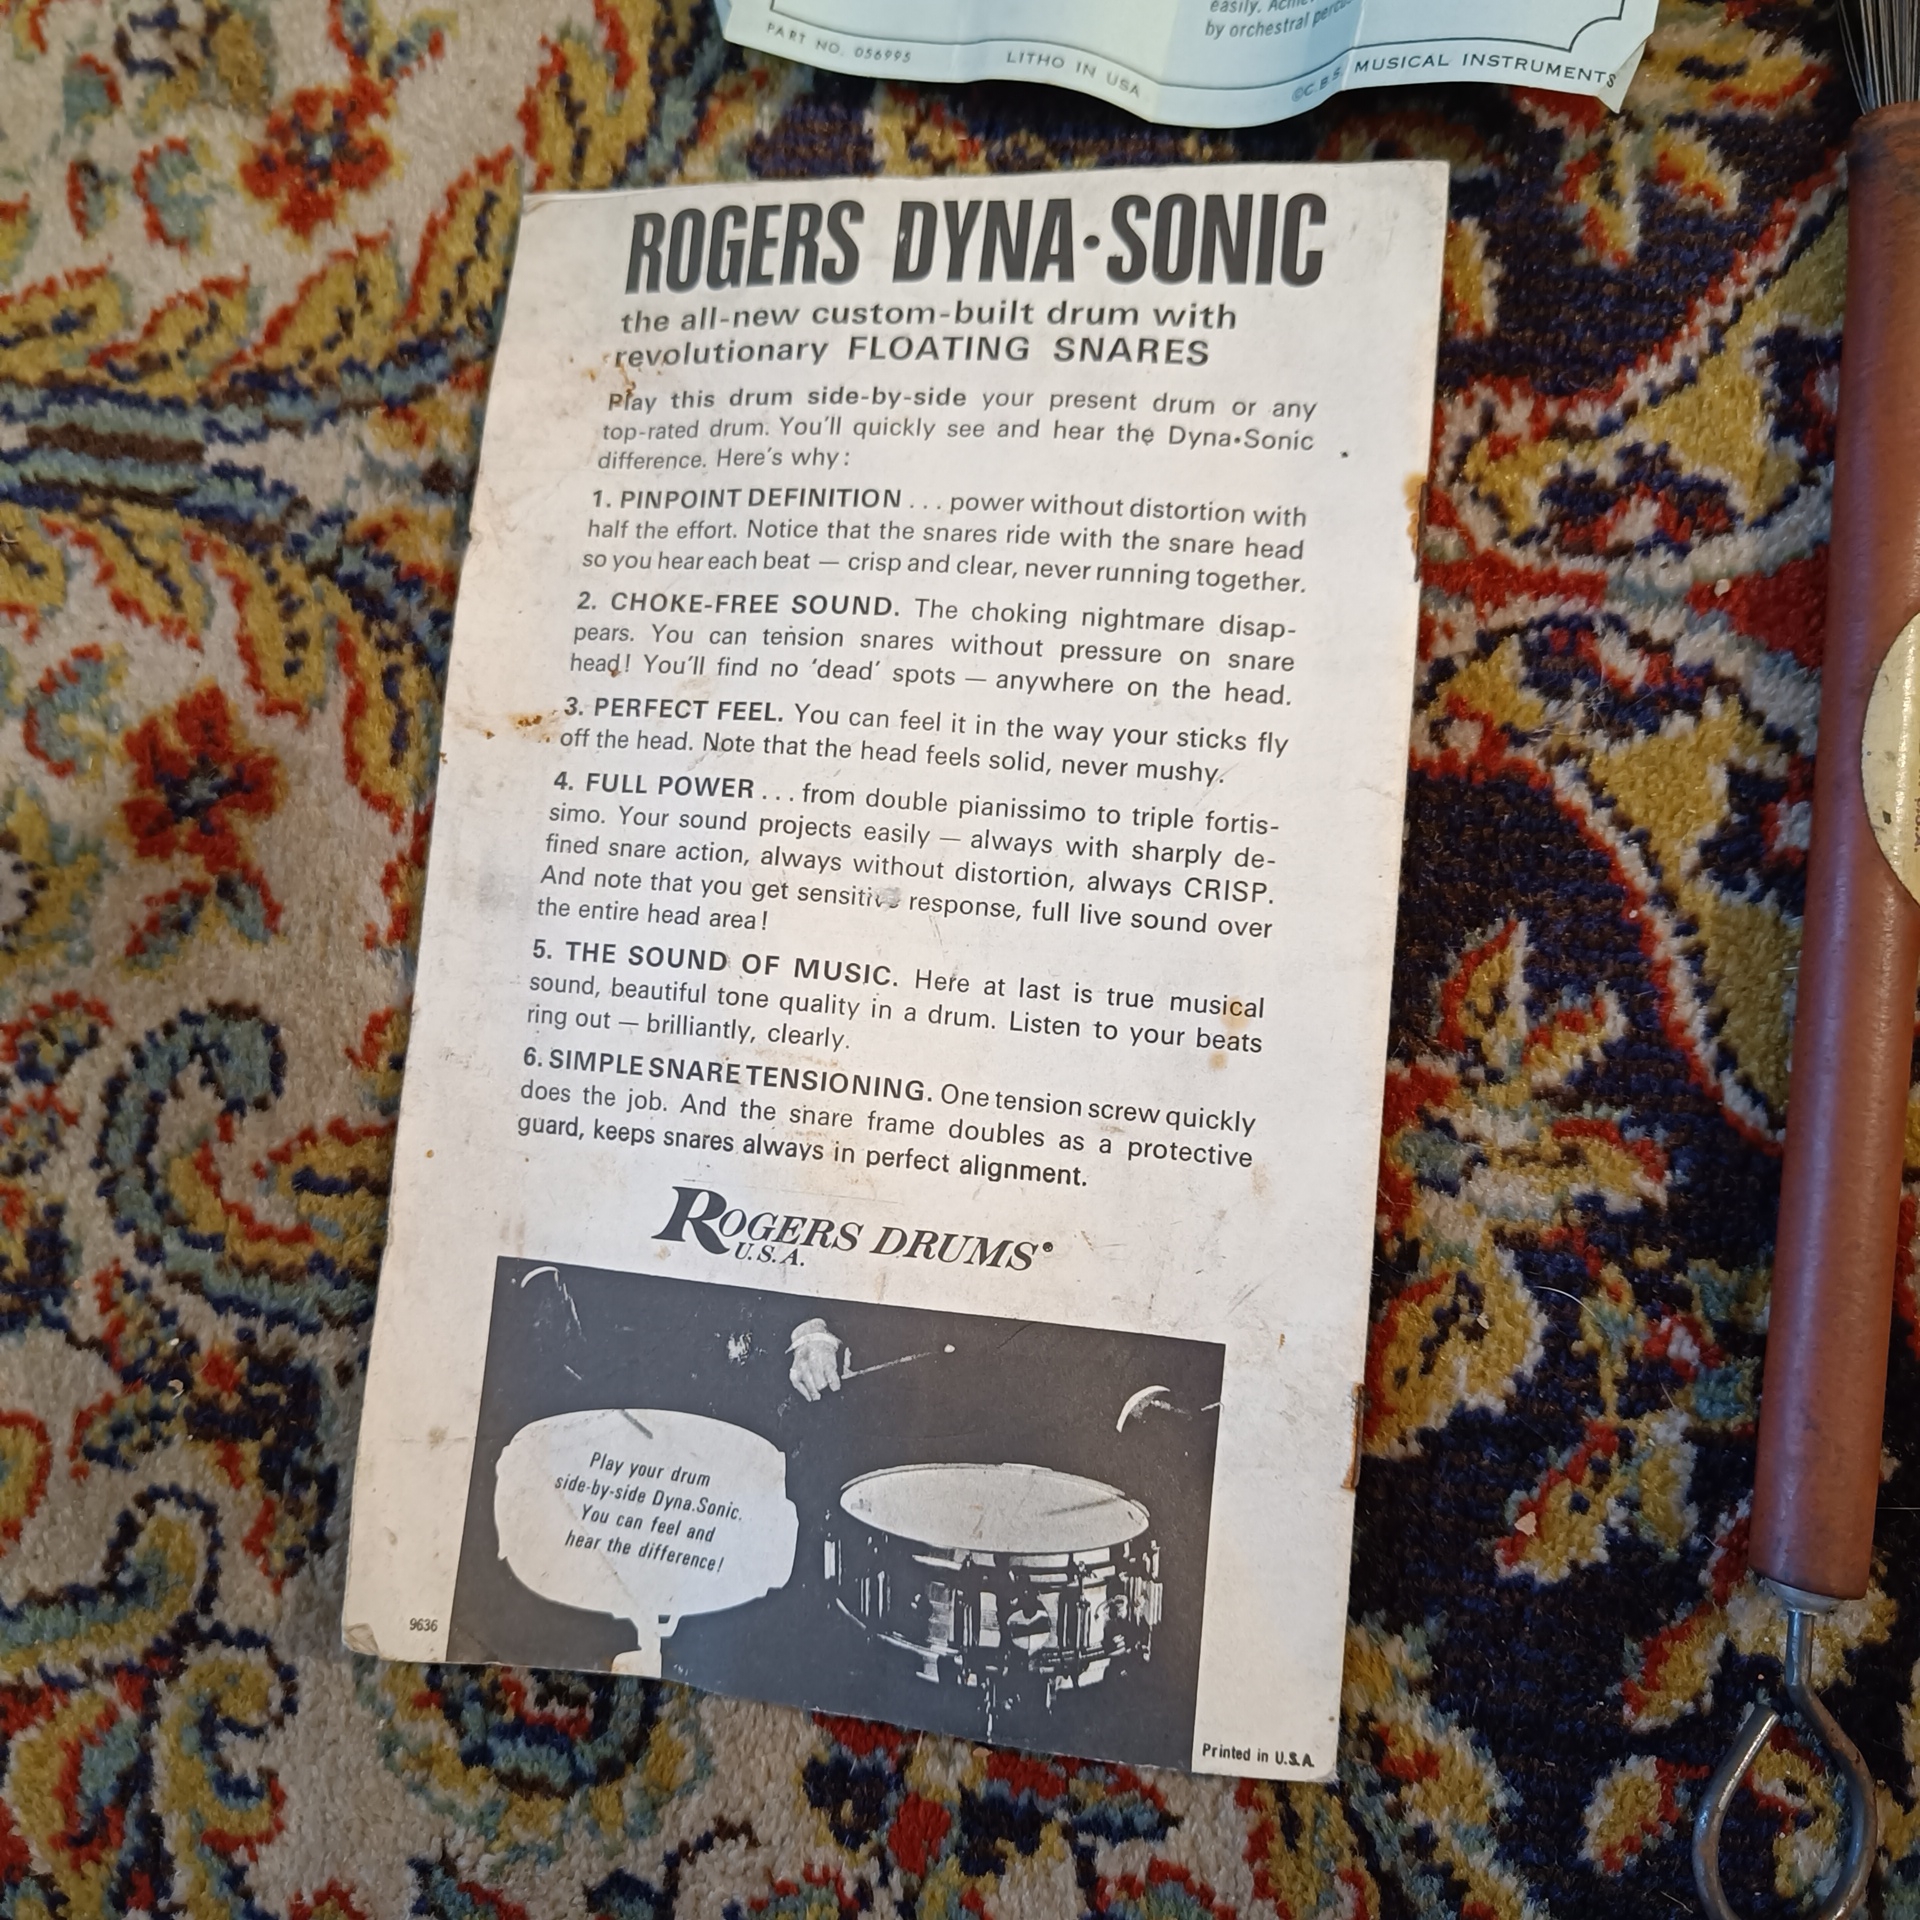 easily.
by orchestral
PART NO. 056995 LITHO IN USA ©C.B.S. MUSICAL INSTRUMENTS
ROGERS DYNA•SONIC
the all-new custom-built drum with
revolutionary FLOATING SNARES
Play this drum side-by-side your present drum or any
top-rated drum. You'll quickly see and hear the Dyna•Sonic
difference. Here's why:
1. PINPOINT DEFINITION . . . power without distortion with
half the effort. Notice that the snares ride with the snare head
so you hear each beat — crisp and clear, never running together.
2. CHOKE-FREE SOUND. The choking nightmare disap-
pears. You can tension snares without pressure on snare
head! You'll find no 'dead' spots — anywhere on the head.
3. PERFECT FEEL. You can feel it in the way your sticks fly
off the head. Note that the head feels solid, never mushy.
4. FULL POWER . . . from double pianissimo to triple fortis-
simo. Your sound projects easily — always with sharply de-
fined snare action, always without distortion, always CRISP.
And note that you get sensitive response, full live sound over
the entire head area!
5. THE SOUND OF MUSIC. Here at last is true musical
sound, beautiful tone quality in a drum. Listen to your beats
ring out — brilliantly, clearly.
6. SIMPLE SNARE TENSIONING. One tension screw quickly
does the job. And the snare frame doubles as a protective
guard, keeps snares always in perfect alignment.
ROGERS DRUMS
U.S.A.
Play your drum
side-by-side Dyna.Sonic.
You can feel and
hear the difference!
9636
Printed in U.S.A.